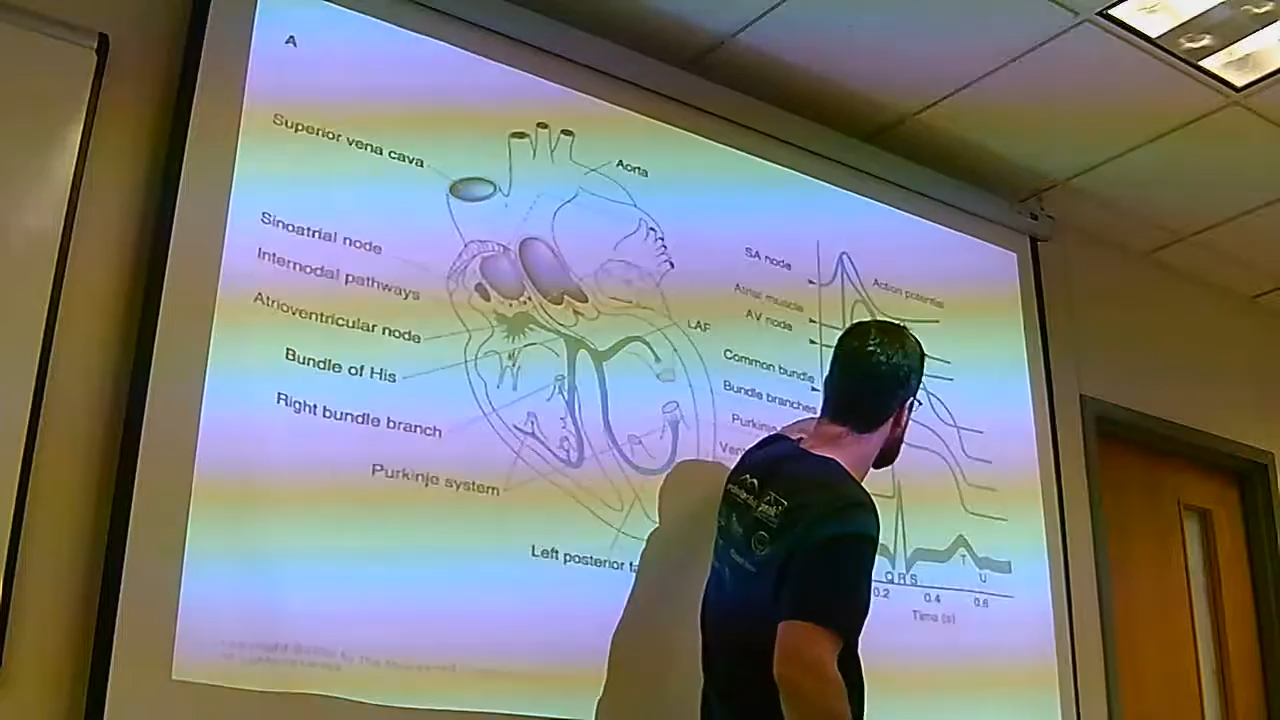 A
Superior vena cava
Aorta
Sinoatrial node
Internodal pathways
Atrioventricular node
Bundle of His
Right bundle branch
Purkinje system
Left posterior
LAF
SA node
Atrial muscle
AV node
Common bundle
Bundle branches
Action potential
QRS
T
U
0.2
0.4
0.6
Time (s)